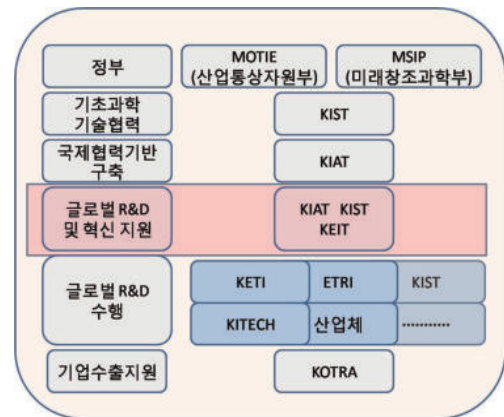 정부
MOTIE
(산업통상자원부)
MSIP
(미래창조과학부)
기초과학
기술협력
KIST
국제협력기반
구축
KIAT
글로벌 R&D
및 혁신 지원
KIAT KIST
KEIT
글로벌 R&D
수행
KETI
ETRI
KIST
KITECH
산업체
···········
기업수출지원
KOTRA